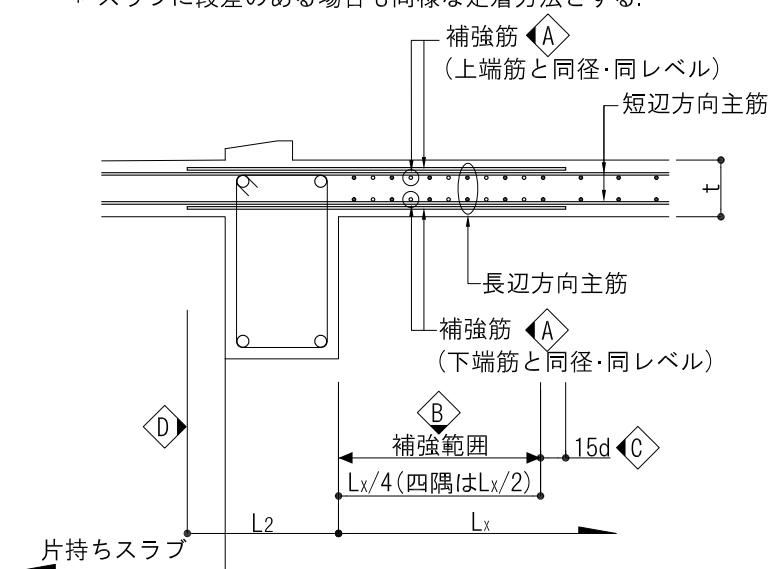 スラブに段差のある場合も同様な定着方法とする.
補強筋 A
(上端筋と同径・同レベル)
短辺方向主筋
t
長辺方向主筋
補強筋 A
(下端筋と同径・同レベル)
B
D
補強範囲
15d C
Lx/4(四隅はLx/2)
L2
Lx
片持ちスラブ